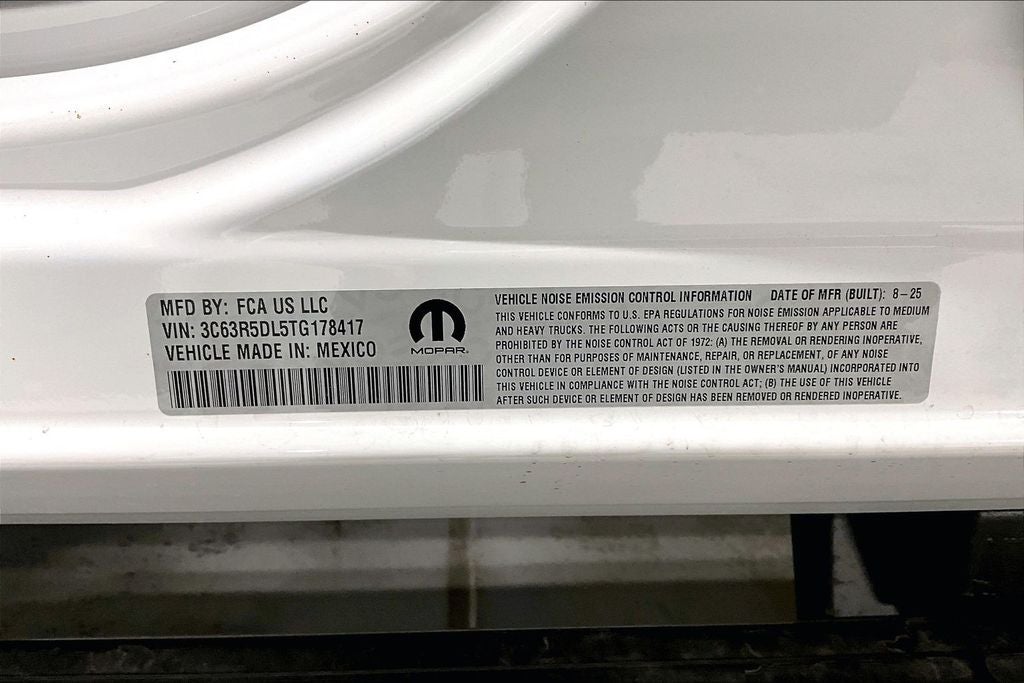 MFD BY: FCA US LLC
VIN: 3C63R5DL5TG178417
VEHICLE MADE IN: MEXICO
MOPAR.
VEHICLE NOISE EMISSION CONTROL INFORMATION DATE OF MFR (BUILT): 8-25
THIS VEHICLE CONFORMS TO U.S. EPA REGULATIONS FOR NOISE EMISSION APPLICABLE TO MEDIUM
AND HEAVY TRUCKS. THE FOLLOWING ACTS OR THE CAUSING THEREOF BY ANY PERSON ARE
PROHIBITED BY THE NOISE CONTROL ACT OF 1972: (A) THE REMOVAL OR RENDERING INOPERATIVE,
OTHER THAN FOR PURPOSES OF MAINTENANCE, REPAIR, OR REPLACEMENT, OF ANY NOISE
CONTROL DEVICE OR ELEMENT OF DESIGN (LISTED IN THE OWNER'S MANUAL) INCORPORATED INTO
THIS VEHICLE IN COMPLIANCE WITH THE NOISE CONTROL ACT; (B) THE USE OF THIS VEHICLE
AFTER SUCH DEVICE OR ELEMENT OF DESIGN HAS BEEN REMOVED OR RENDERED INOPERATIVE.